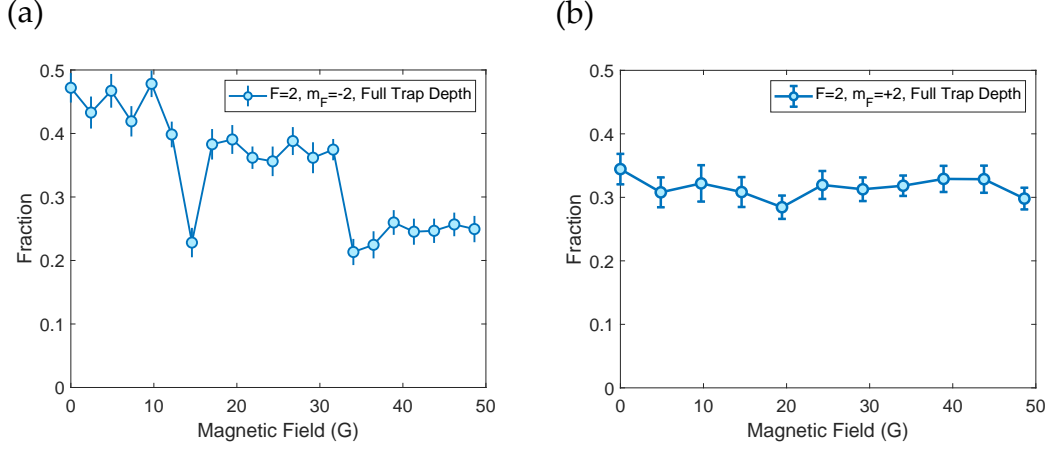 (a)
(b)
0.5
0.4
0.3
0.2
0.1
0
Fraction
F=2, m_F=-2, Full Trap Depth
0 10 20 30 40 50
Magnetic Field (G)
0.5
0.4
0.3
0.2
0.1
0
Fraction
F=2, m_F=+2, Full Trap Depth
0 10 20 30 40 50
Magnetic Field (G)